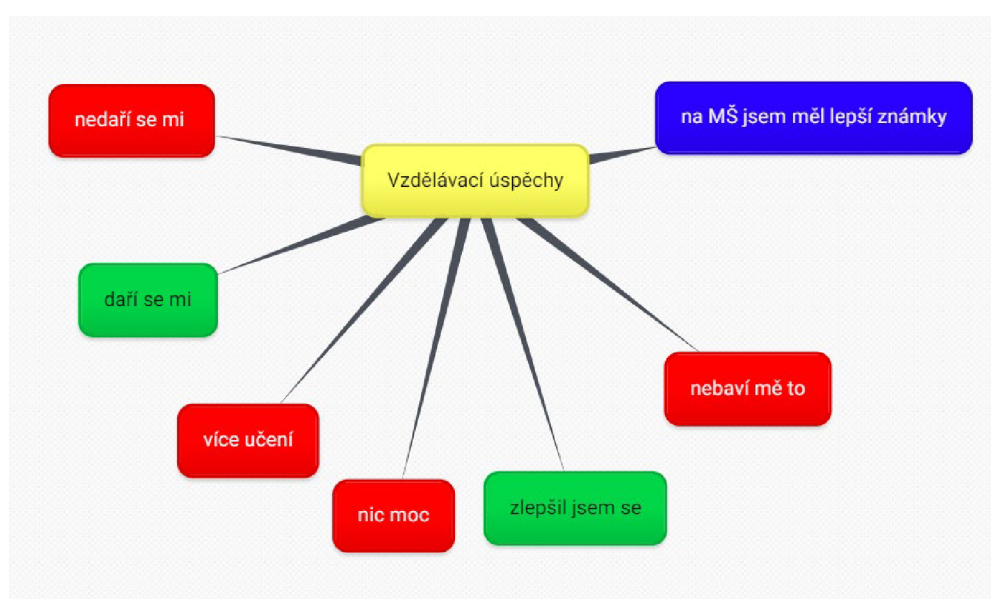 nedaří se mi
na MŠ jsem měl lepší známky
Vzdělávací úspěchy
daří se mi
nebaví mě to
více učení
nic moc
zlepšil jsem se